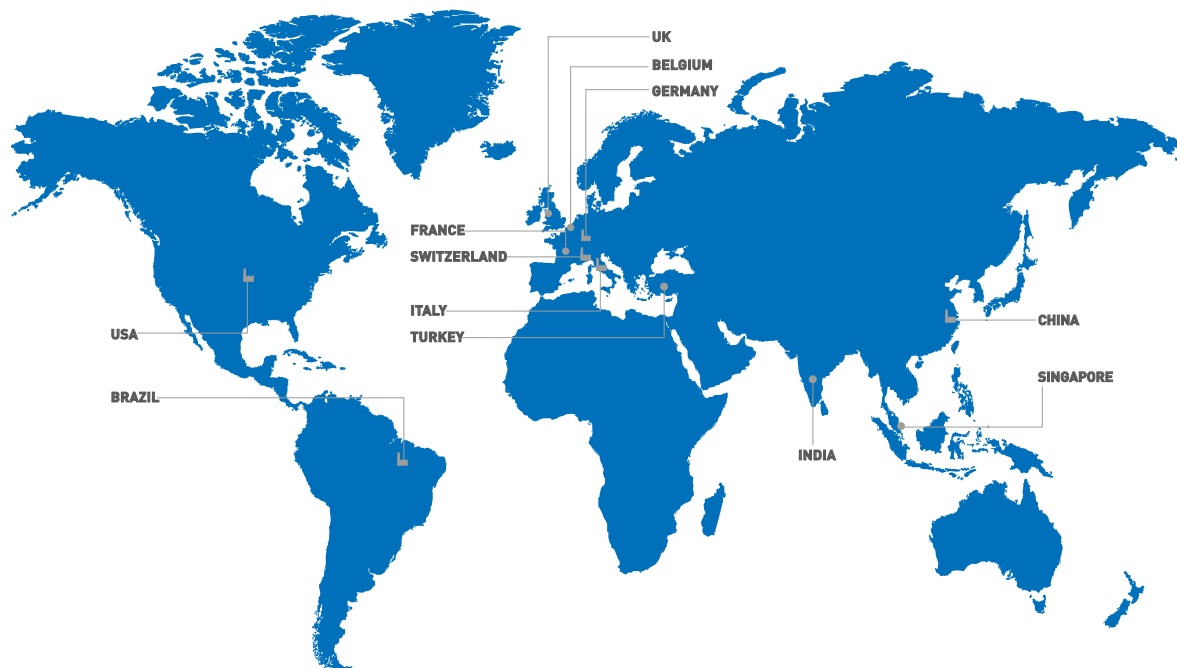 UK
BELGIUM
GERMANY
FRANCE
SWITZERLAND
ITALY
TURKEY
USA
BRAZIL
CHINA
SINGAPORE
INDIA